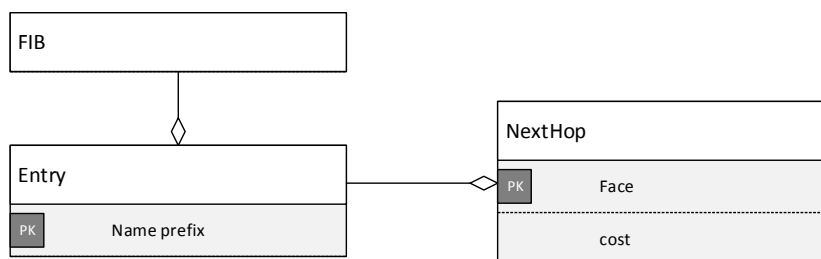 FIB
Entry
PK Name prefix
NextHop
PK Face
cost